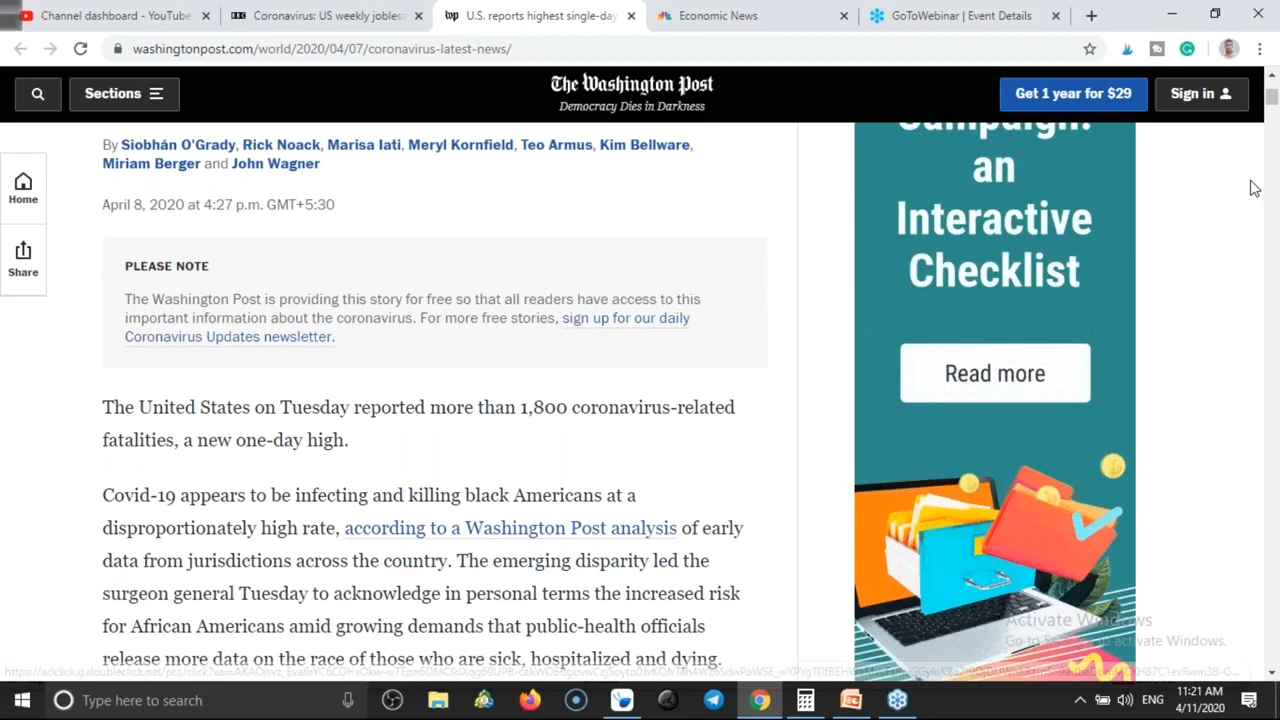 Channel dashboard - YouTube
BBC Coronavirus: US weekly jobless
wp U.S. reports highest single-day
Economic News
GoToWebinar | Event Details
washingtonpost.com/world/2020/04/07/coronavirus-latest-news/
Sections
The Washington Post
Democracy Dies in Darkness
Get 1 year for $29
Sign in
Home
Share
By Siobhán O'Grady, Rick Noack, Marisa Iati, Meryl Kornfield, Teo Armus, Kim Bellware,
Miriam Berger and John Wagner
April 8, 2020 at 4:27 p.m. GMT+5:30
PLEASE NOTE
The Washington Post is providing this story for free so that all readers have access to this
important information about the coronavirus. For more free stories, sign up for our daily
Coronavirus Updates newsletter.
The United States on Tuesday reported more than 1,800 coronavirus-related
fatalities, a new one-day high.
Covid-19 appears to be infecting and killing black Americans at a
disproportionately high rate, according to a Washington Post analysis of early
data from jurisdictions across the country. The emerging disparity led the
surgeon general Tuesday to acknowledge in personal terms the increased risk
for African Americans amid growing demands that public-health officials
release more data on the race of those who are sick, hospitalized and dying.
Campaign:
an
Interactive
Checklist
Read more
Activate Windows
Go to Settings to activate Windows.
Type here to search
ENG
11:21 AM
4/11/2020